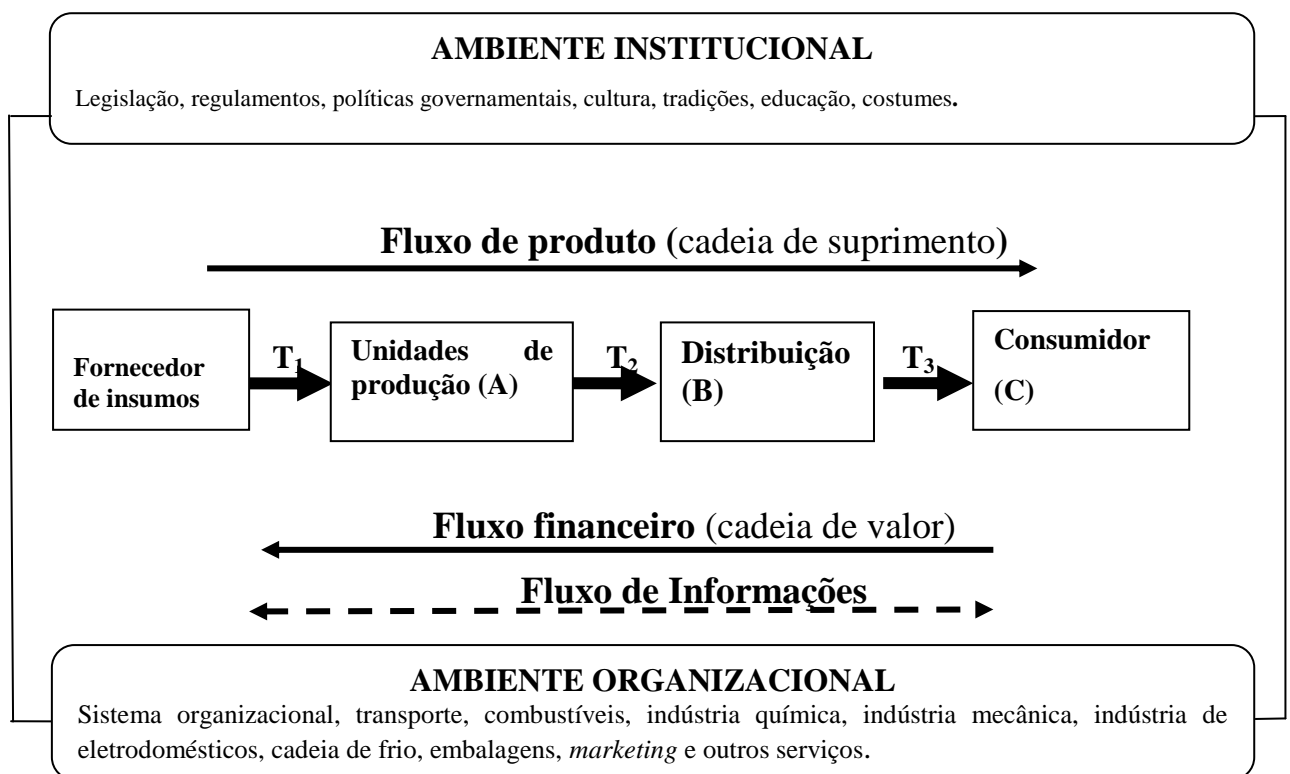 AMBIENTE INSTITUCIONAL
Legislação, regulamentos, políticas governamentais, cultura, tradições, educação, costumes.
Fluxo de produto (cadeia de suprimento)
Fornecedor
de insumos
T1
Unidades de
produção (A)
T2
Distribuição
(B)
T3
Consumidor
(C)
Fluxo financeiro (cadeia de valor)
Fluxo de Informações
AMBIENTE ORGANIZACIONAL
Sistema organizacional, transporte, combustíveis, indústria química, indústria mecânica, indústria de
eletrodomésticos, cadeia de frio, embalagens, marketing e outros serviços.